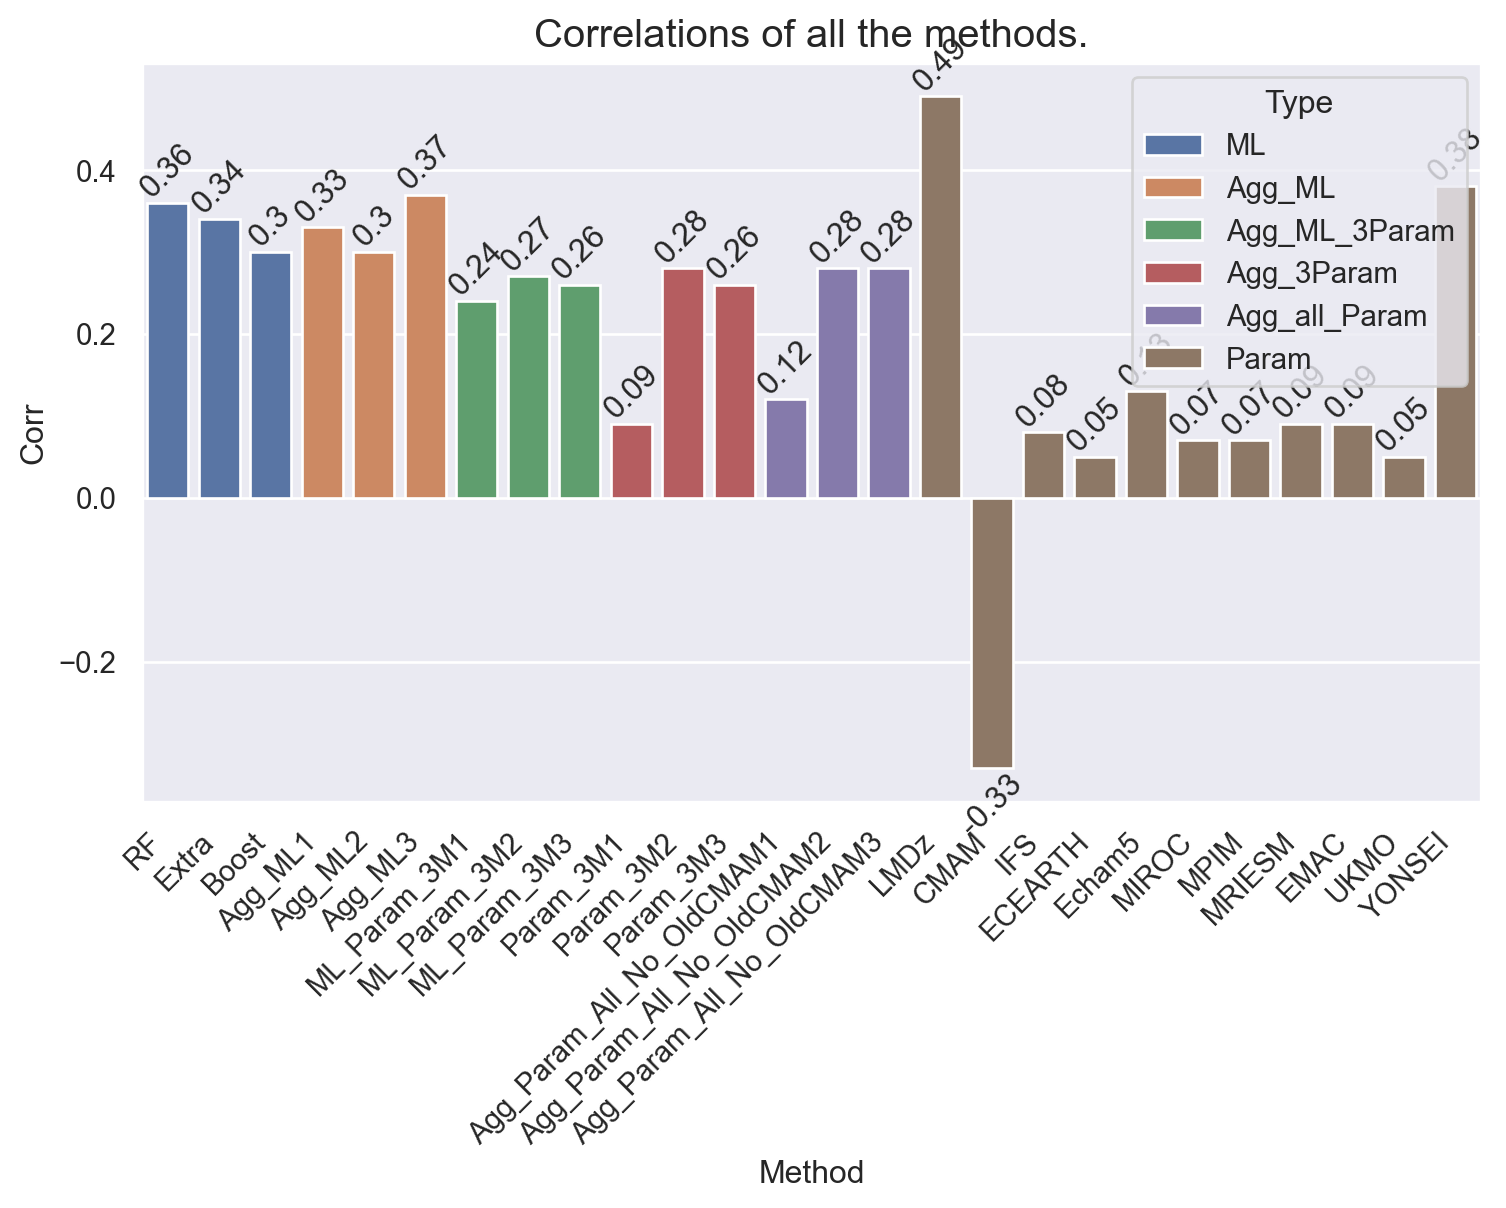 Correlations of all the methods.
Corr
0.4
0.2
0.0
−0.2
0.36
0.34
0.3
0.33
0.3
0.37
0.24
0.27
0.26
0.09
0.28
0.26
0.12
0.28
0.28
0.49
-0.33
0.08
0.05
0.13
0.07
0.07
0.09
0.09
0.05
0.38
Type
ML
Agg_ML
Agg_ML_3Param
Agg_3Param
Agg_all_Param
Param
RF
Extra
Boost
Agg_ML1
Agg_ML2
Agg_ML3
ML_Param_3M1
ML_Param_3M2
ML_Param_3M3
Param_3M1
Param_3M2
Param_3M3
Agg_Param_All_No_OldCMAM1
Agg_Param_All_No_OldCMAM2
Agg_Param_All_No_OldCMAM3
LMDz
CMAM
IFS
ECEARTH
Echam5
MIROC
MPIM
MRIESM
EMAC
UKMO
YONSEI
Method